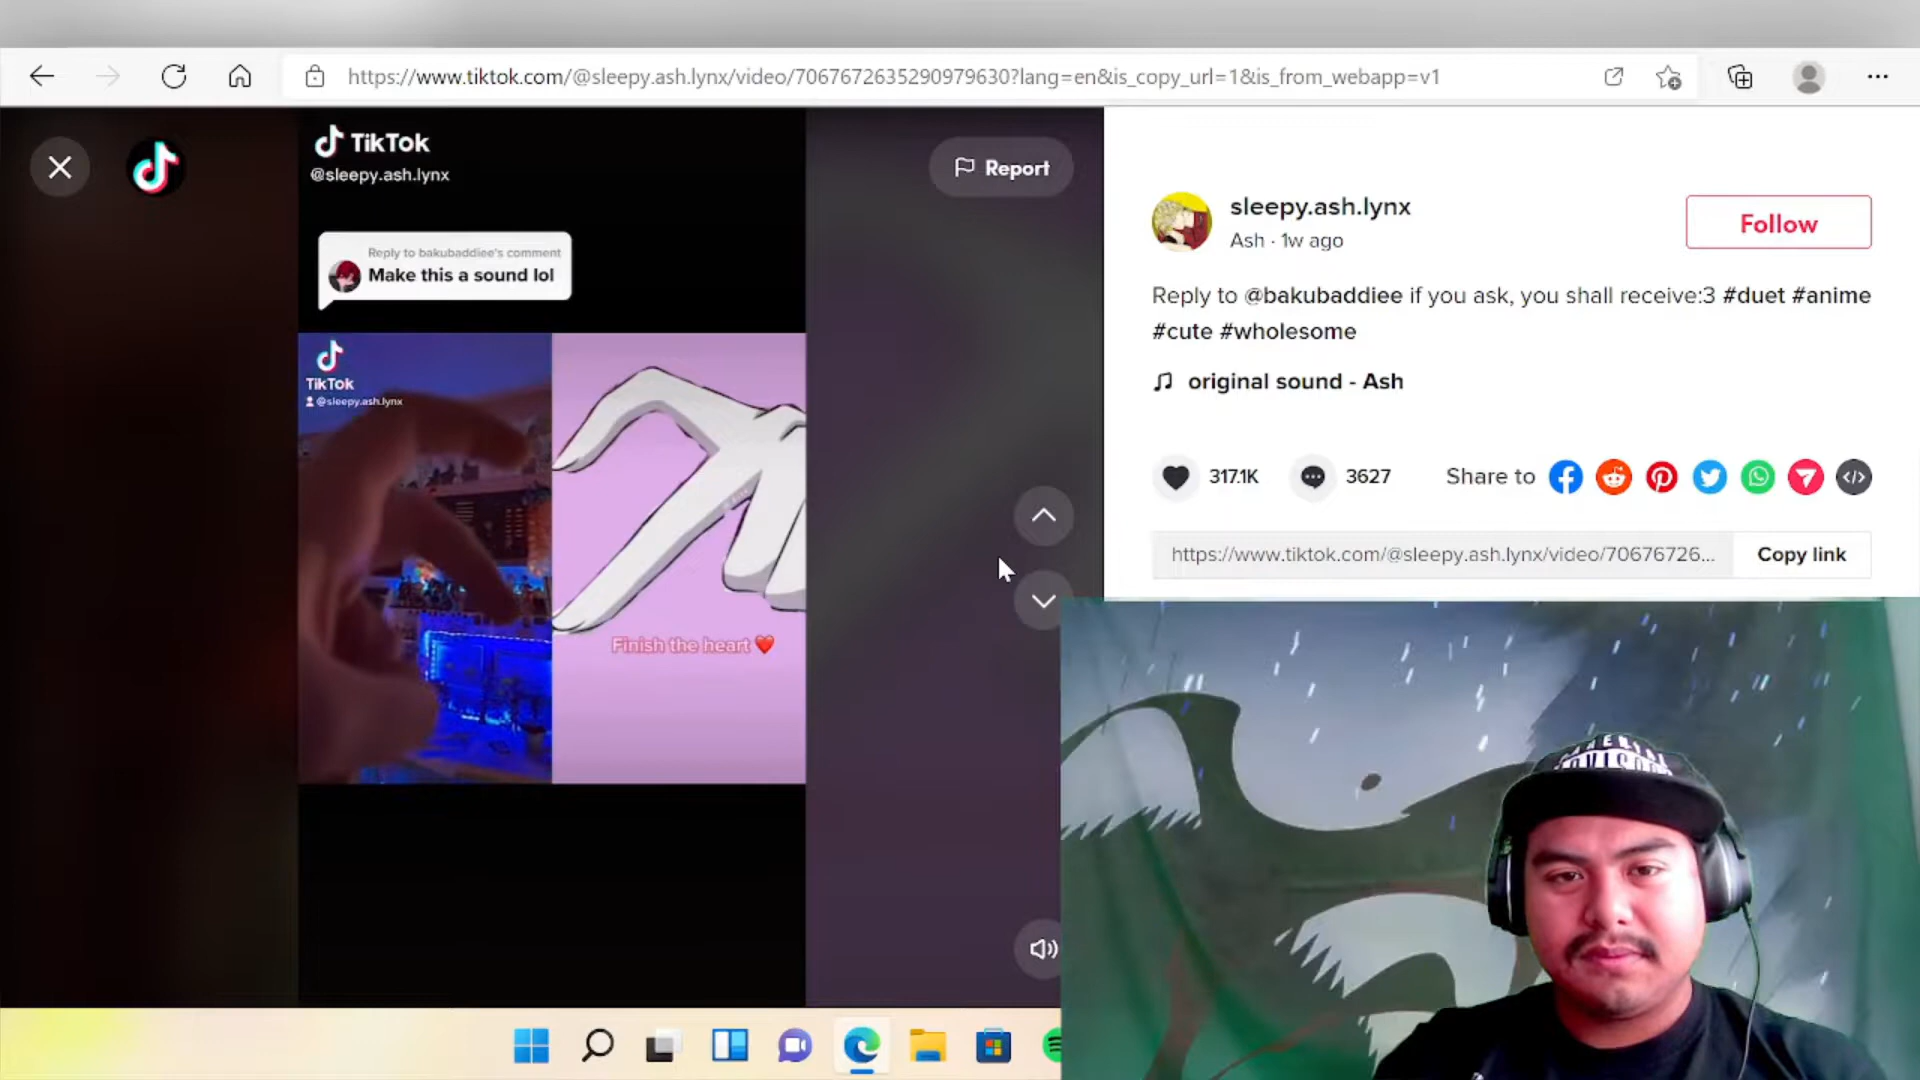 https://www.tiktok.com/@sleepy.ash.lynx/video/7067672635290979630?lang=en&is_copy_url=1&is_from_webapp=v1
TikTok
@sleepy.ash.lynx
Report
Reply to bakubaddiee's comment
Make this a sound lol
TikTok
@sleepy.ash.lynx
Finish the heart ❤️
sleepy.ash.lynx
Ash · 1w ago
Follow
Reply to @bakubaddiee if you ask, you shall receive:3 #duet #anime
#cute #wholesome
original sound - Ash
317.1K
3627
Share to
https://www.tiktok.com/@sleepy.ash.lynx/video/70676726...
Copy link